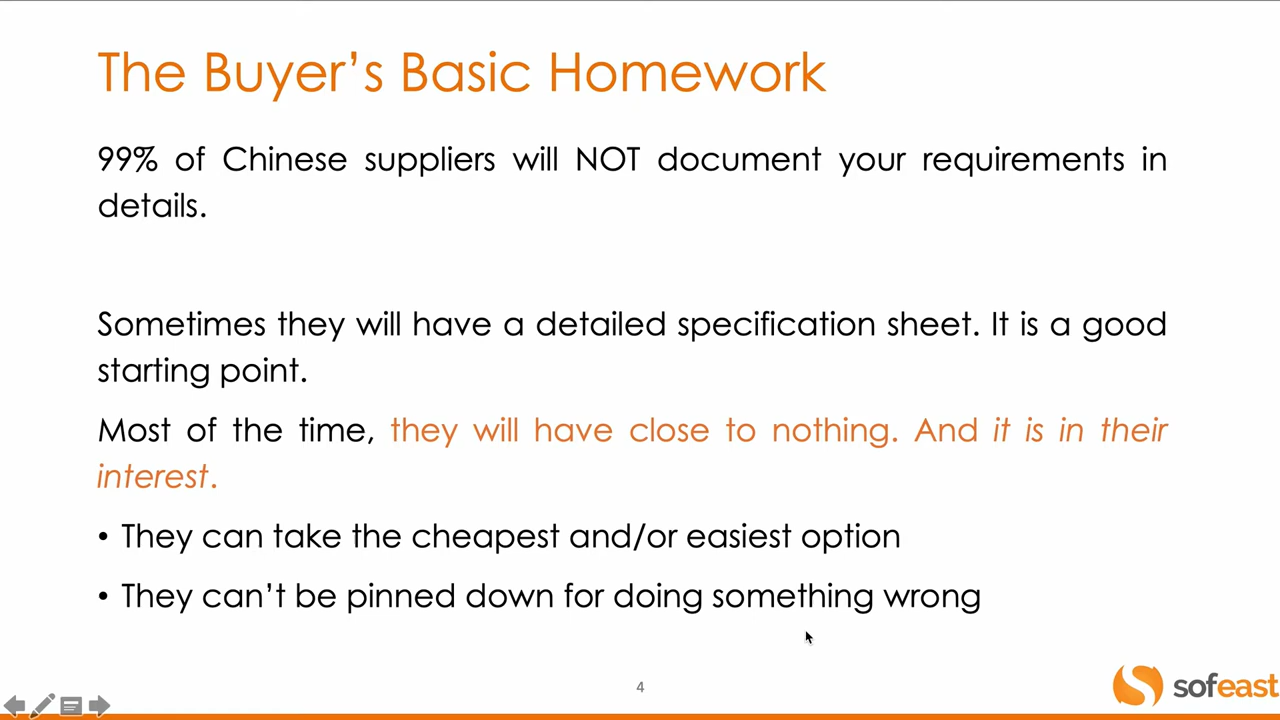 The Buyer’s Basic Homework
99% of Chinese suppliers will NOT document your requirements in
details.
Sometimes they will have a detailed specification sheet. It is a good
starting point.
Most of the time, they will have close to nothing. And it is in their
interest.
• They can take the cheapest and/or easiest option
• They can’t be pinned down for doing something wrong
4
sofeast